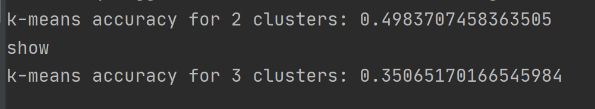 k-means accuracy for 2 clusters: 0.4983707458363505
show
k-means accuracy for 3 clusters: 0.35065170166545984